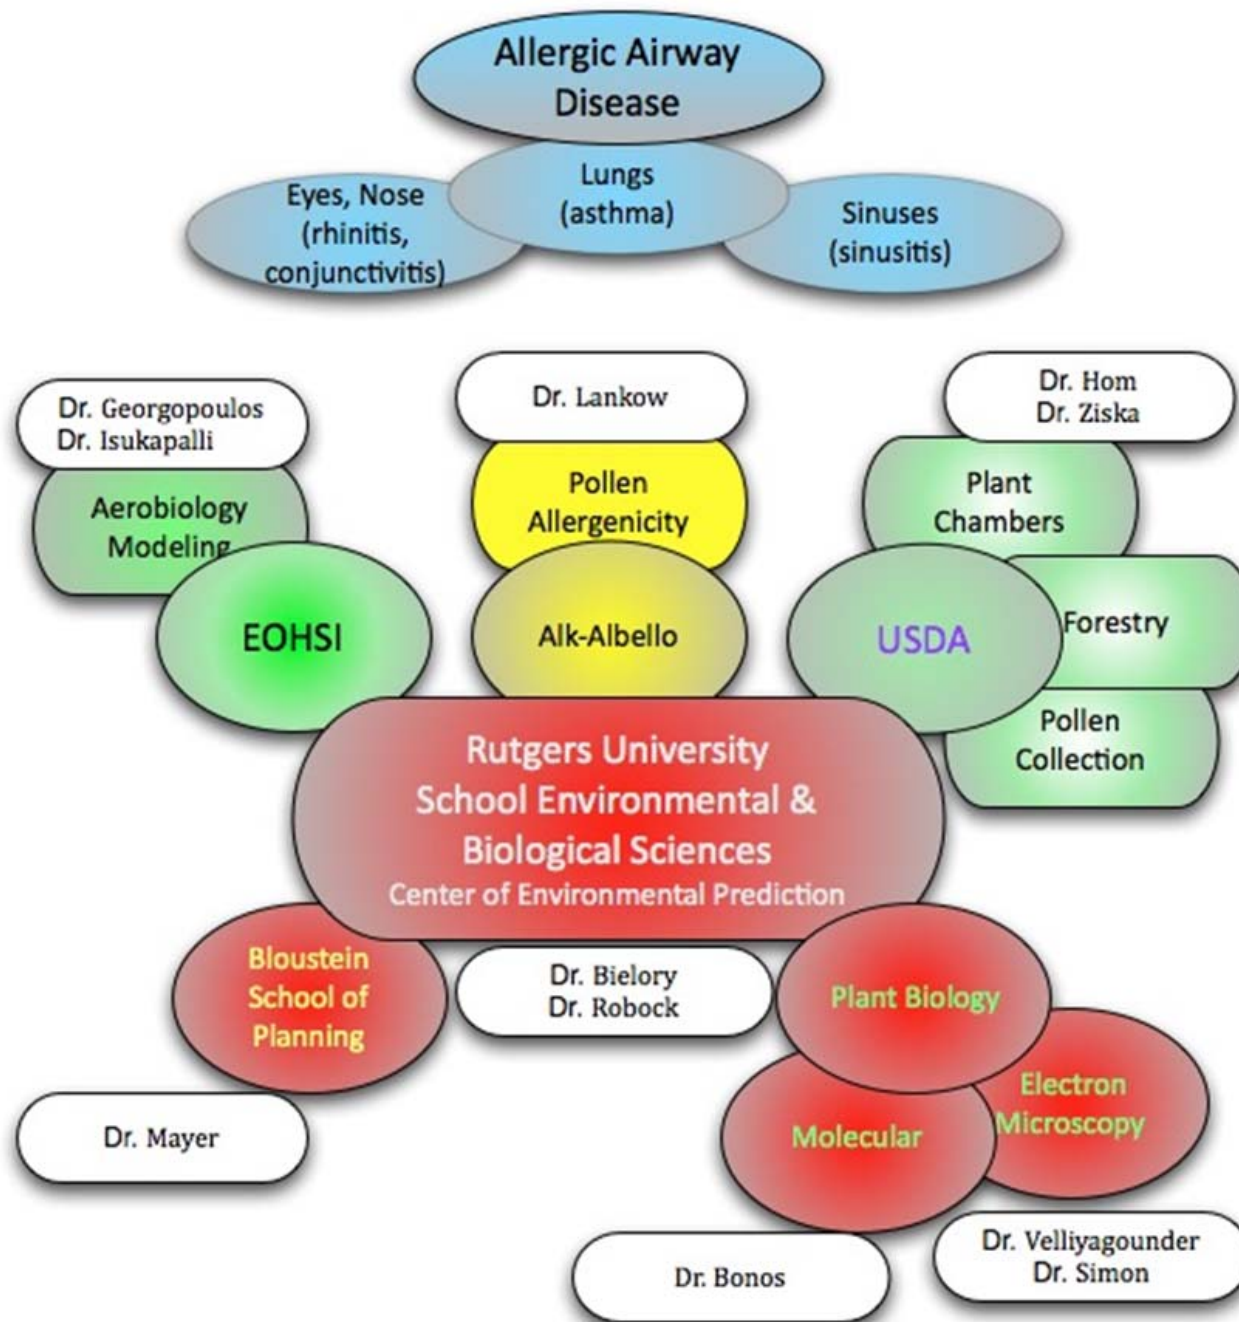 Allergic Airway
Disease
Eyes, Nose
(rhinitis,
conjunctivitis)
Lungs
(asthma)
Sinuses
(sinusitis)
Dr. Georgopoulos
Dr. Isukapalli
Aerobiology
Modeling
EOHSI
Dr. Lankow
Pollen
Allergenicity
Alk-Albello
Dr. Hom
Dr. Ziska
Plant
Chambers
USDA
Forestry
Pollen
Collection
Rutgers University
School Environmental &
Biological Sciences
Center of Environmental Prediction
Bloustein
School of
Planning
Dr. Mayer
Dr. Bielory
Dr. Robock
Plant Biology
Molecular
Electron
Microscopy
Dr. Bonos
Dr. Velliyagounder
Dr. Simon